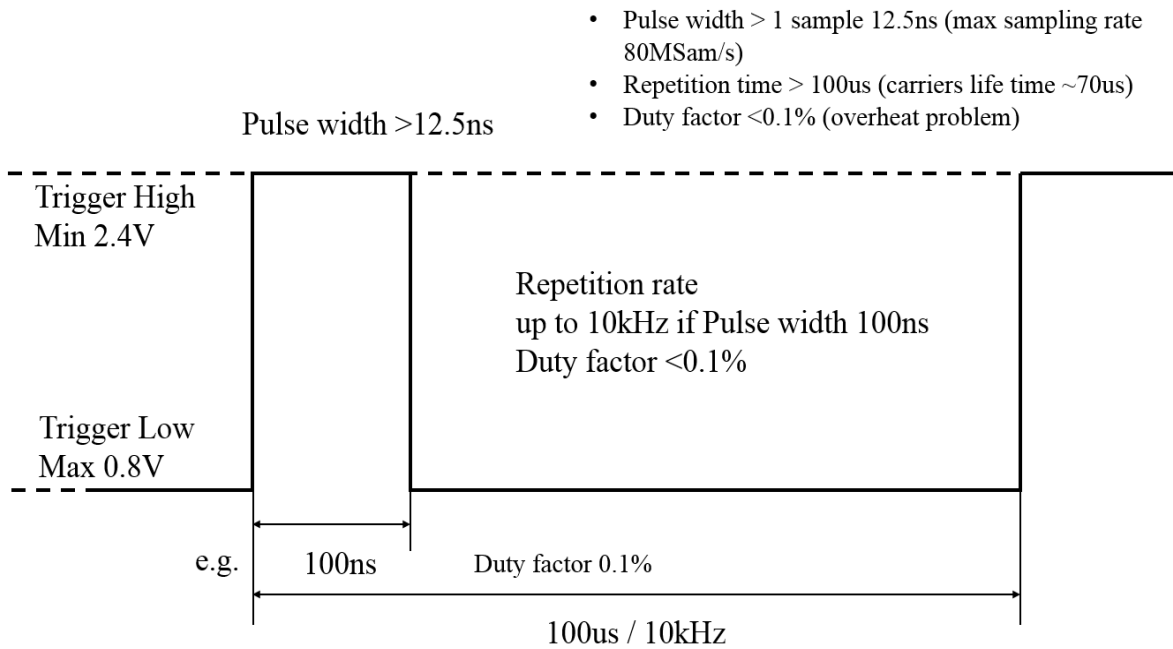 • Pulse width > 1 sample 12.5ns (max sampling rate
80MSam/s)
• Repetition time > 100us (carriers life time ~70us)
• Duty factor <0.1% (overheat problem)
Pulse width >12.5ns
Trigger High
Min 2.4V
Repetition rate
up to 10kHz if Pulse width 100ns
Duty factor <0.1%
Trigger Low
Max 0.8V
e.g.
100ns
Duty factor 0.1%
100us / 10kHz